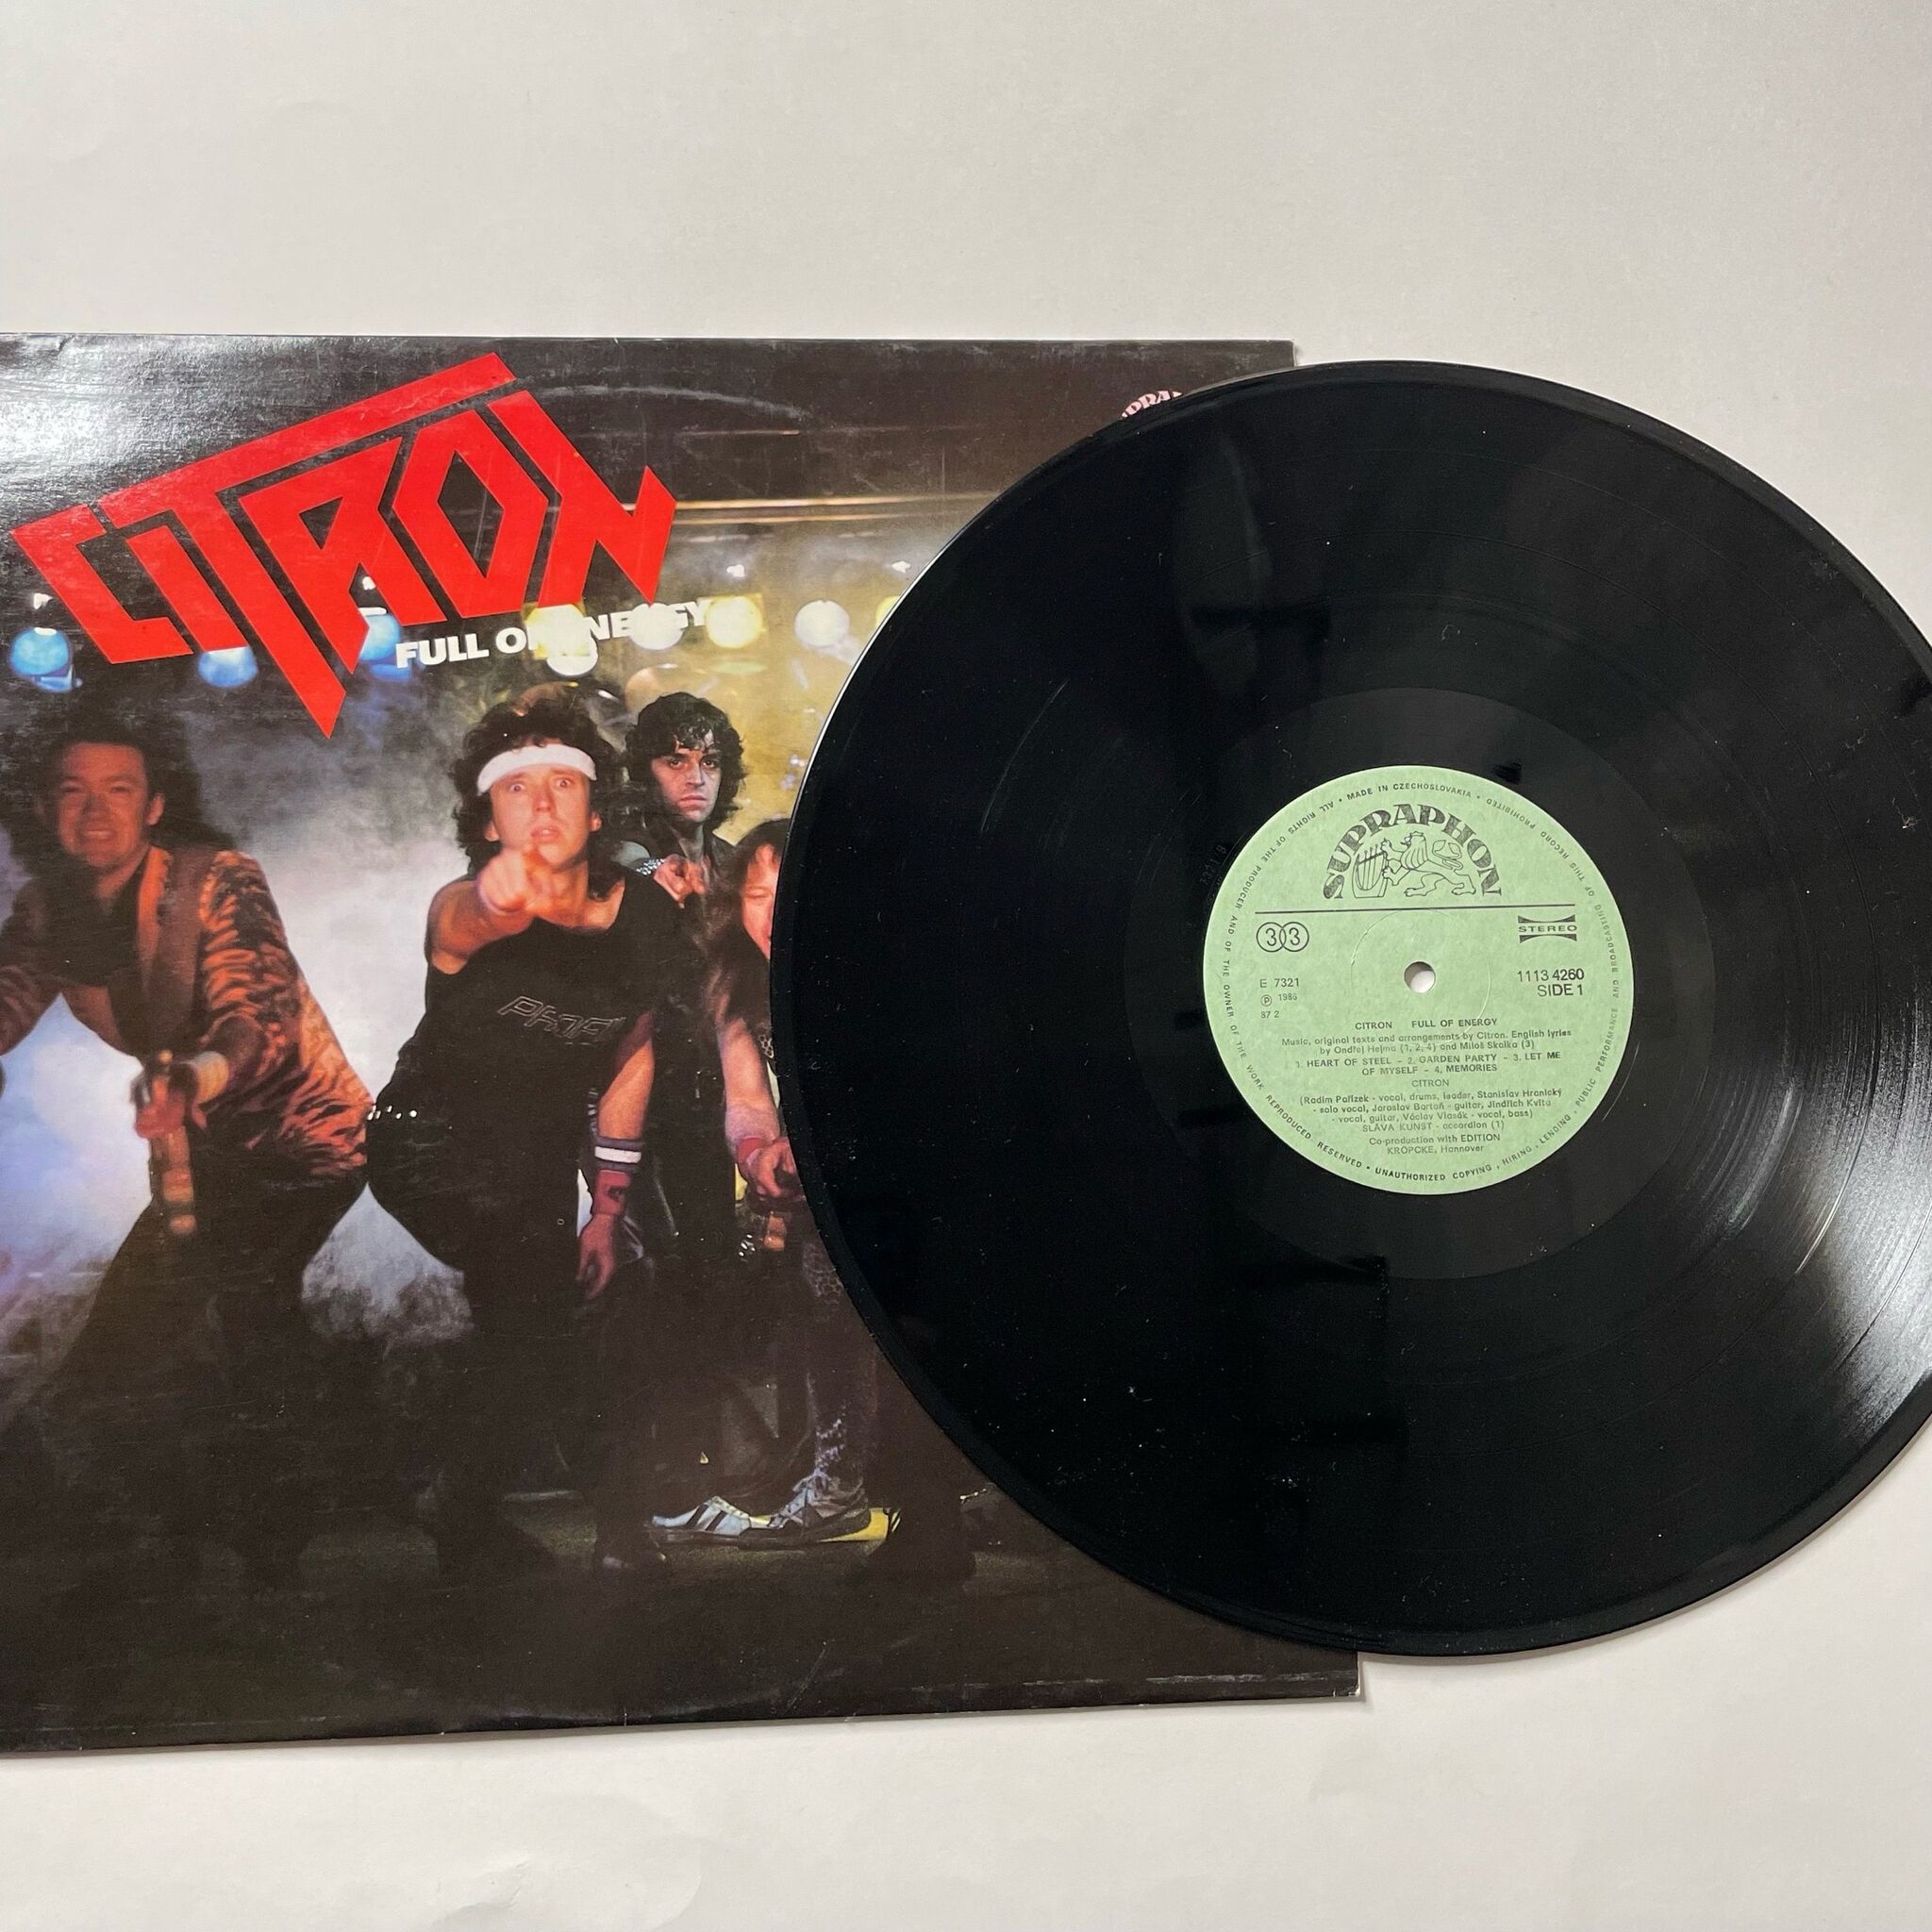 CITRON
FULL OF ENERGY
ALL RIGHTS OF THE PRODUCER AND OF THE OWNER OF THE WORK REPRODUCED RESERVED • UNAUTHORIZED COPYING, HIRING, LENDING, PUBLIC PERFORMANCE AND BROADCASTING OF THIS RECORD PROHIBITED • MADE IN CZECHOSLOVAKIA •
SUPRAPHON
33
STEREO
E 7321
1113 4260
℗ 1986
SIDE 1
87 2
CITRON FULL OF ENERGY
Music, original texts and arrangements by Citron. English lyrics
by Ondřej Hejma (1, 2, 4) and Miloš Skalka (3)
1. HEART OF STEEL – 2. GARDEN PARTY – 3. LET ME
OF MYSELF – 4. MEMORIES
CITRON
(Radim Pařízek - vocal, drums, leader, Stanislav Hranický
- solo vocal, Jaroslav Bartoň - guitar, Jindřich Kvita
- vocal, guitar, Václav Vlasák - vocal, bass)
SLÁVA KUNST - accordion (1)
Co-production with EDITION
KROPCKE, Hannover